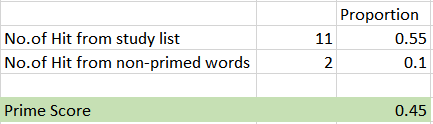 Proportion
No.of Hit from study list 11 0.55
No.of Hit from non-primed words 2 0.1
Prime Score 0.45